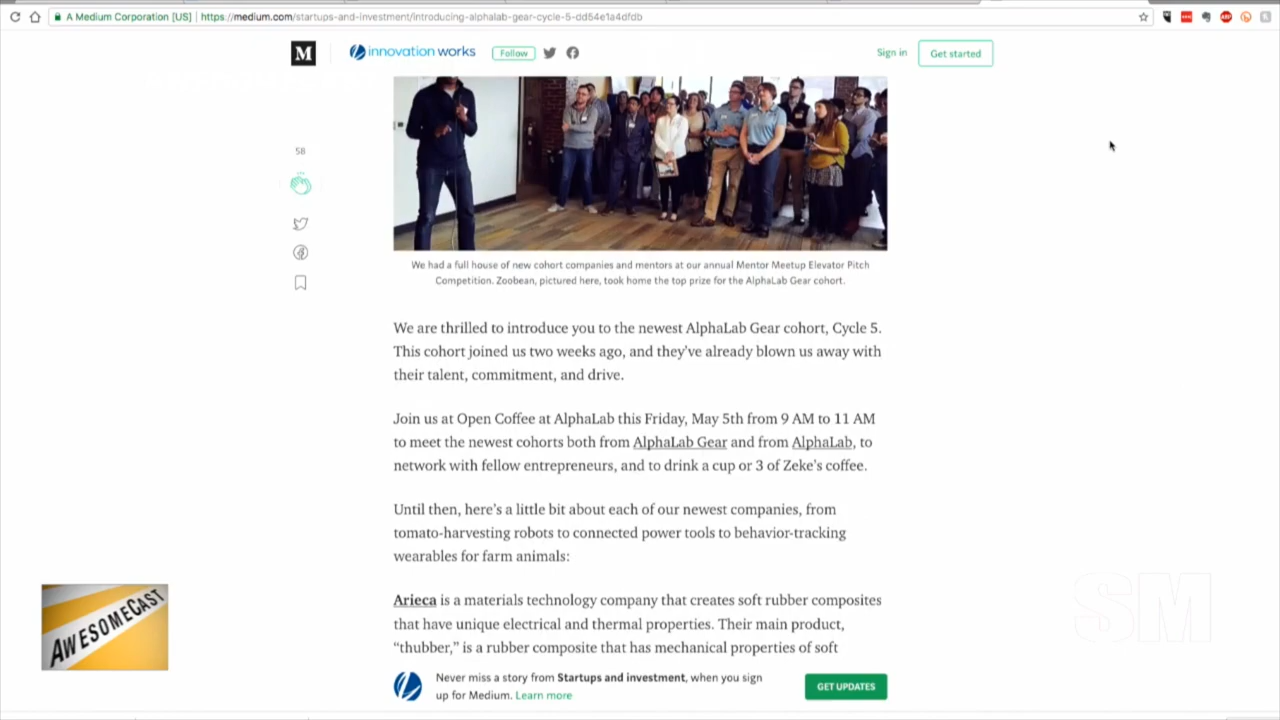 A Medium Corporation [US] | https://medium.com/startups-and-investment/introducing-alphalab-gear-cycle-5-dd54e1a4dfdb
M
innovation works
Follow
Sign in
Get started
58
We had a full house of new cohort companies and mentors at our annual Mentor Meetup Elevator Pitch
Competition. Zoobean, pictured here, took home the top prize for the AlphaLab Gear cohort.
We are thrilled to introduce you to the newest AlphaLab Gear cohort, Cycle 5.
This cohort joined us two weeks ago, and they've already blown us away with
their talent, commitment, and drive.
Join us at Open Coffee at AlphaLab this Friday, May 5th from 9 AM to 11 AM
to meet the newest cohorts both from AlphaLab Gear and from AlphaLab, to
network with fellow entrepreneurs, and to drink a cup or 3 of Zeke's coffee.
Until then, here's a little bit about each of our newest companies, from
tomato-harvesting robots to connected power tools to behavior-tracking
wearables for farm animals:
Arieca is a materials technology company that creates soft rubber composites
that have unique electrical and thermal properties. Their main product,
“thubber,” is a rubber composite that has mechanical properties of soft
AWESOMECAST
SM
Never miss a story from Startups and investment, when you sign
up for Medium. Learn more
GET UPDATES